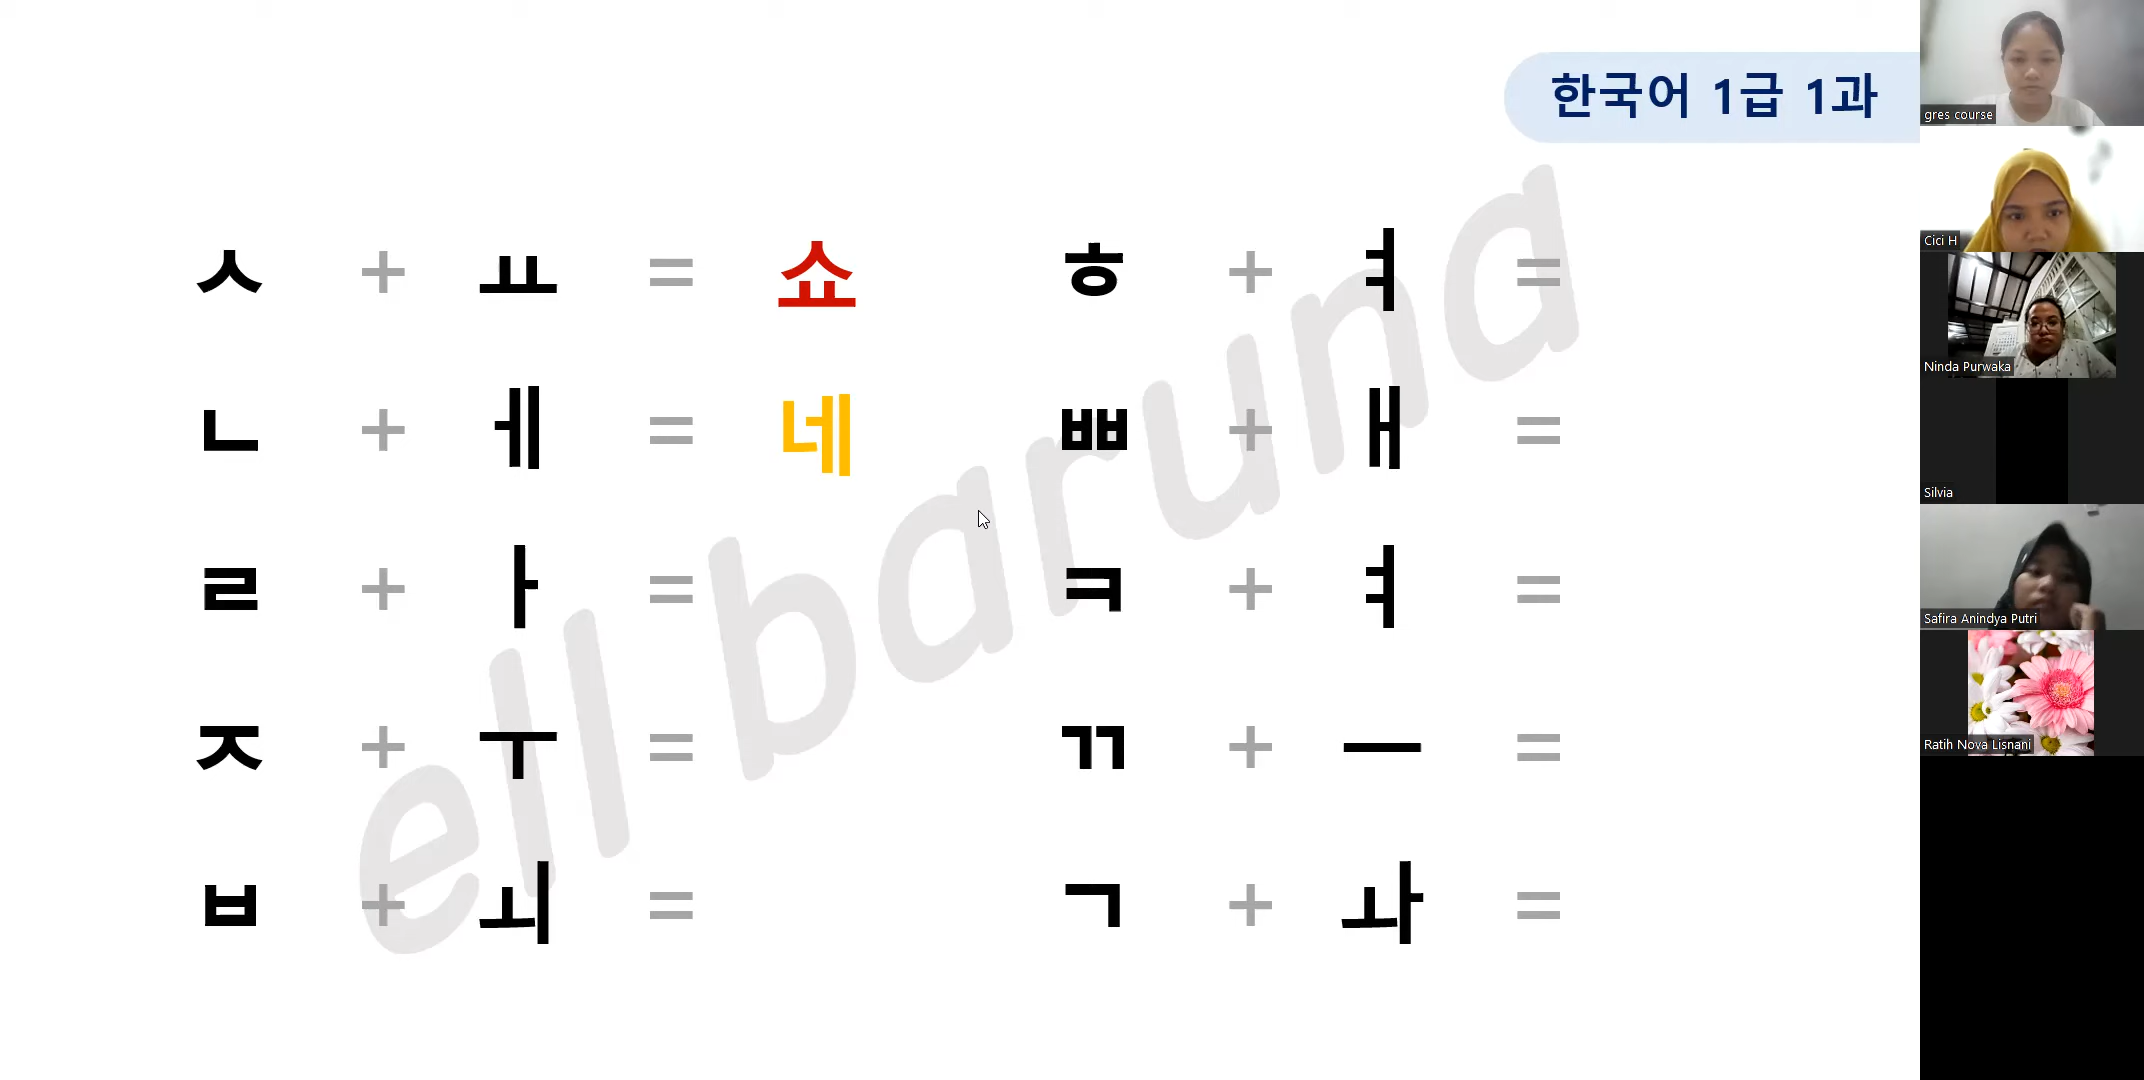 한국어 1급 1과
ㅅ + ㅛ = 쇼
ㅎ + ㅕ =
ㄴ + ㅔ = 네
ㅃ + ㅐ =
ㄹ + ㅏ =
ㅋ + ㅕ =
ㅈ + ㅜ =
ㄲ + ㅡ =
ㅂ + ㅚ =
ㄱ + ㅘ =
ell baruna
gres course
Cici H
Ninda Purwaka
Silvia
Safira Anindya Putri
Ratih Nova Lisnani